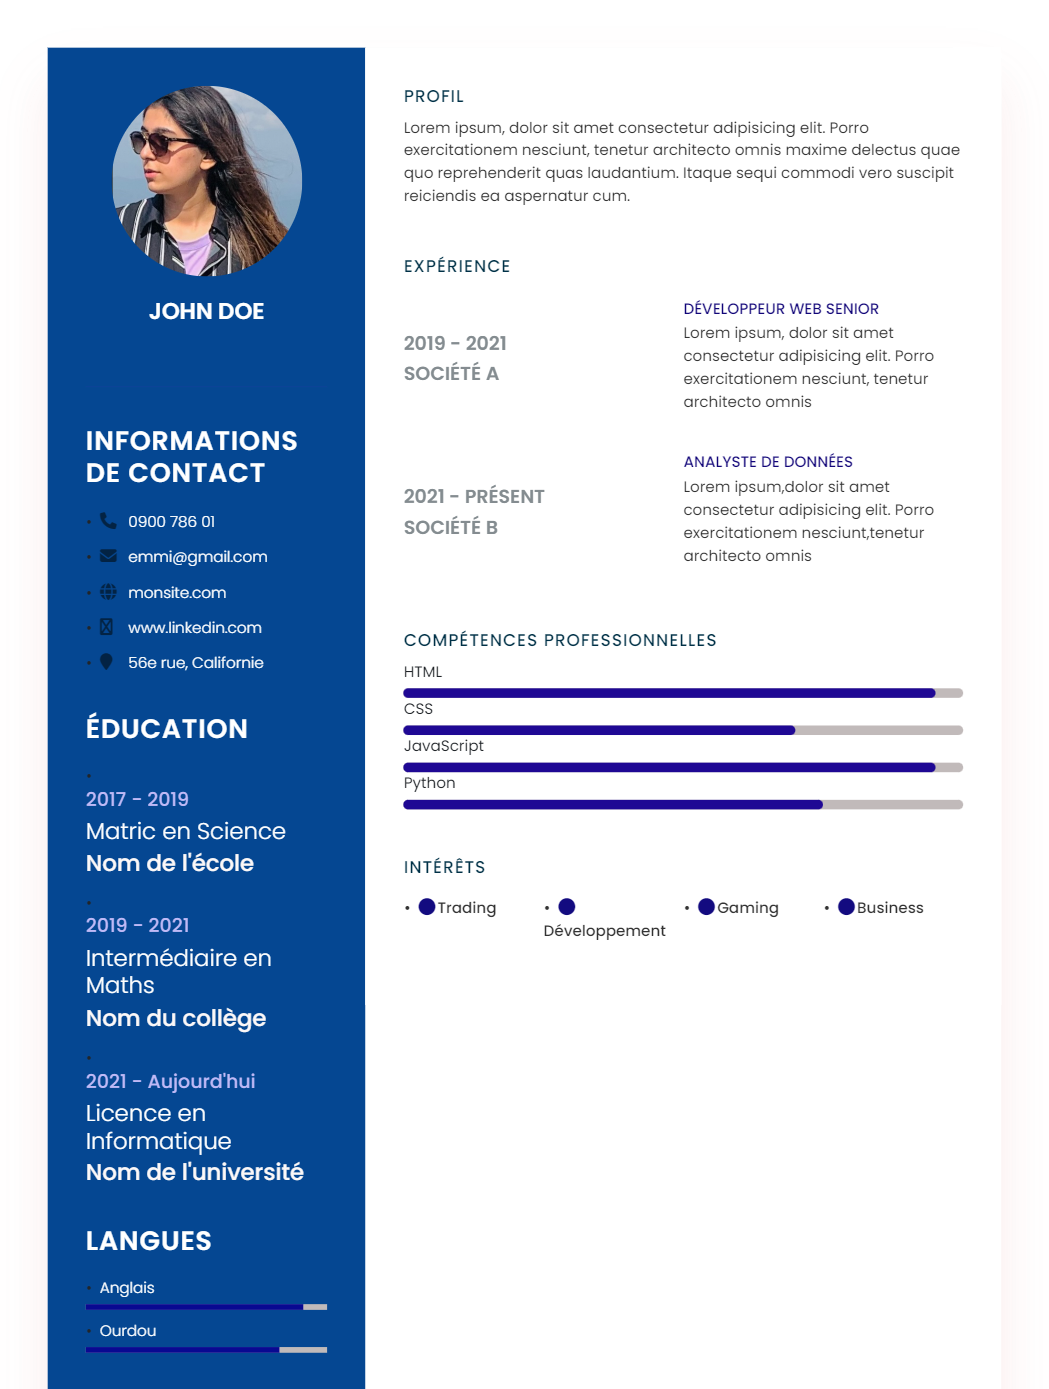 JOHN DOE
INFORMATIONS
DE CONTACT
0900 786 01
emmi@gmail.com
monsite.com
www.linkedin.com
56e rue, Californie
ÉDUCATION
2017 - 2019
Matric en Science
Nom de l'école
2019 - 2021
Intermédiaire en
Maths
Nom du collège
2021 - Aujourd'hui
Licence en
Informatique
Nom de l'université
LANGUES
Anglais
Ourdou
PROFIL
Lorem ipsum, dolor sit amet consectetur adipisicing elit. Porro
exercitationem nesciunt, tenetur architecto omnis maxime delectus quae
quo reprehenderit quas laudantium. Itaque sequi commodi vero suscipit
reiciendis ea aspernatur cum.
EXPÉRIENCE
2019 - 2021
SOCIÉTÉ A
DÉVELOPPEUR WEB SENIOR
Lorem ipsum, dolor sit amet
consectetur adipisicing elit. Porro
exercitationem nesciunt, tenetur
architecto omnis
2021 - PRÉSENT
SOCIÉTÉ B
ANALYSTE DE DONNÉES
Lorem ipsum,dolor sit amet
consectetur adipisicing elit. Porro
exercitationem nesciunt,tenetur
architecto omnis
COMPÉTENCES PROFESSIONNELLES
HTML
CSS
JavaScript
Python
INTÉRÊTS
Trading
Développement
Gaming
Business